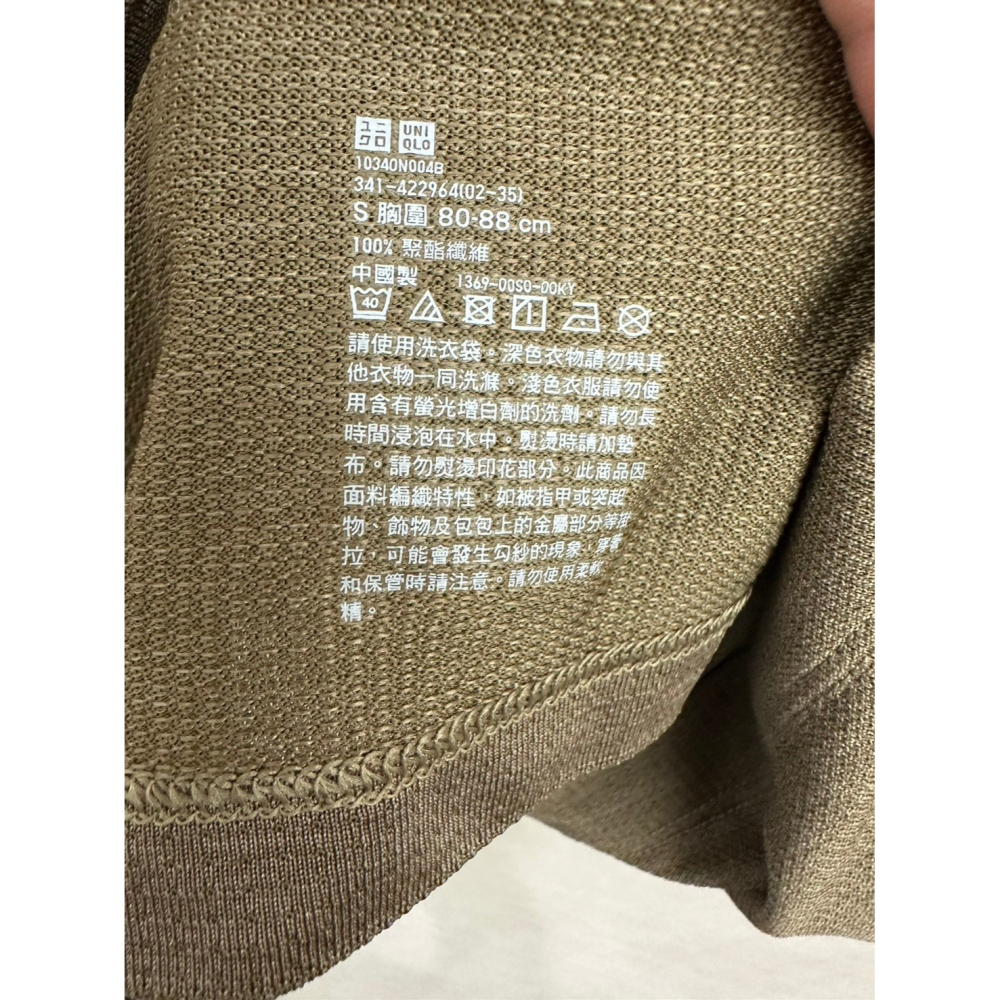 ユニ
クロ
UNI
QLO
10340N004B
341-422964(02-35)
S 胸圍 80-88 cm
100% 聚酯纖維
中國製 1369-00S0-00KY
40
請使用洗衣袋。深色衣物請勿與其
他衣物一同洗滌。淺色衣服請勿使
用含有螢光增白劑的洗劑。請勿長
時間浸泡在水中。熨燙時請加墊
布。請勿熨燙印花部分。此商品因
面料編織特性，如被指甲或突起
物、飾物及包包上的金屬部分等拖
拉，可能會發生勾紗的現象，穿著
和保管時請注意。請勿使用柔軟
精。